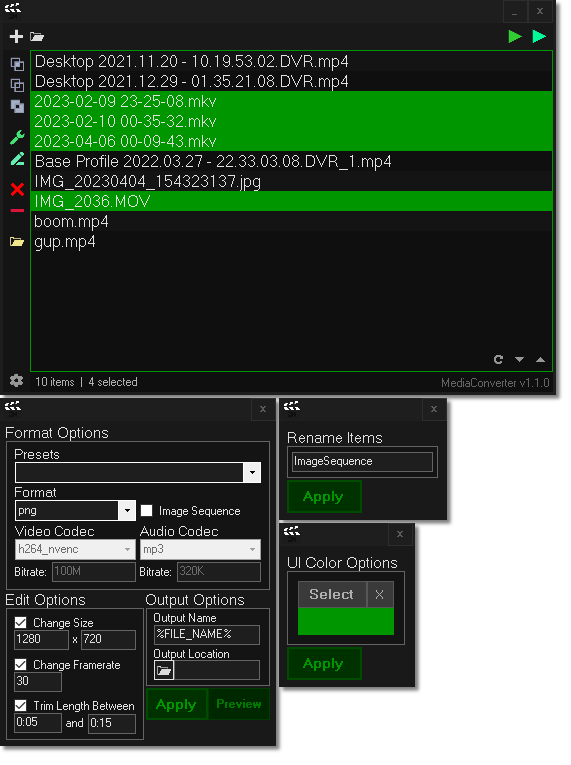 Desktop 2021.11.20 - 10.19.53.02.DVR.mp4
Desktop 2021.12.29 - 01.35.21.08.DVR.mp4
2023-02-09 23-25-08.mkv
2023-02-10 00-35-32.mkv
2023-04-06 00-09-43.mkv
Base Profile 2022.03.27 - 22.33.03.08.DVR_1.mp4
IMG_20230404_154323137.jpg
IMG_2036.MOV
boom.mp4
gup.mp4
10 items | 4 selected
MediaConverter v1.1.0
Format Options
Presets
Format
png
Image Sequence
Video Codec
Audio Codec
h264_nvenc
mp3
Bitrate: 100M
Bitrate: 320K
Edit Options
Change Size
1280 x 720
Change Framerate
30
Trim Length Between
0:05 and 0:15
Output Options
Output Name
%FILE_NAME%
Output Location
Apply
Preview
x
Rename Items
ImageSequence
Apply
x
UI Color Options
Select X
Apply